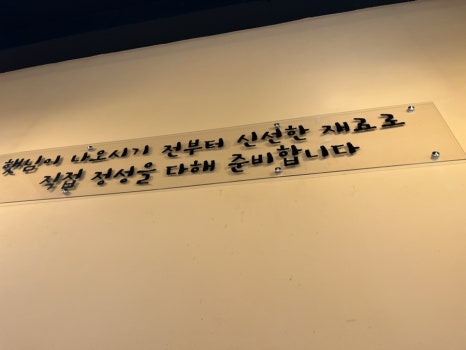 햇님이 나오시기 전부터 신선한 재료로
직접 정성을 다해 준비합니다